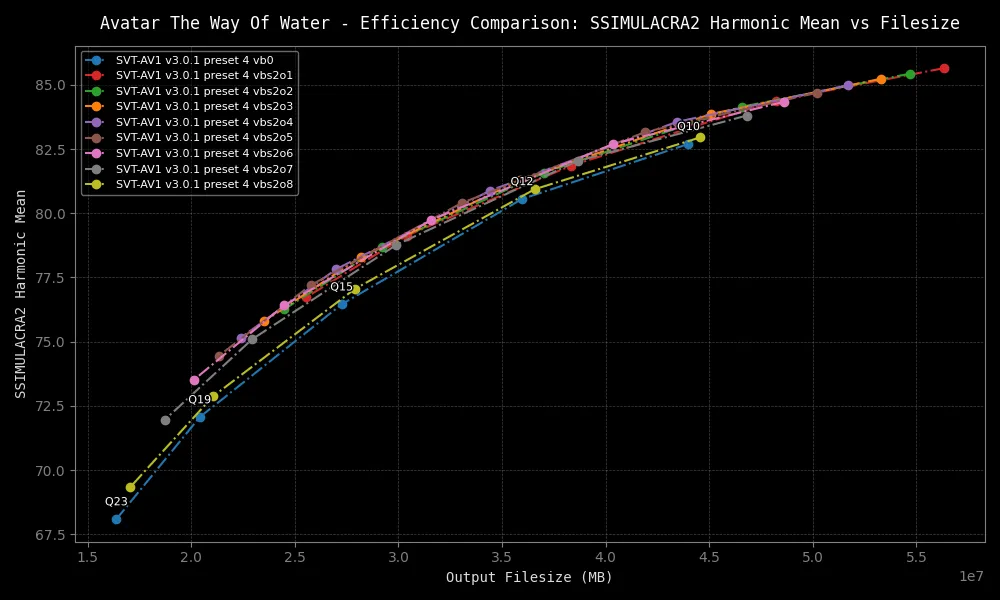 Avatar The Way Of Water - Efficiency Comparison: SSIMULACRA2 Harmonic Mean vs Filesize
SVT-AV1 v3.0.1 preset 4 vb0
SVT-AV1 v3.0.1 preset 4 vbs2o1
SVT-AV1 v3.0.1 preset 4 vbs2o2
SVT-AV1 v3.0.1 preset 4 vbs2o3
SVT-AV1 v3.0.1 preset 4 vbs2o4
SVT-AV1 v3.0.1 preset 4 vbs2o5
SVT-AV1 v3.0.1 preset 4 vbs2o6
SVT-AV1 v3.0.1 preset 4 vbs2o7
SVT-AV1 v3.0.1 preset 4 vbs2o8
SSIMULACRA2 Harmonic Mean
85.0
82.5
80.0
77.5
75.0
72.5
70.0
67.5
Q10
Q12
Q15
Q19
Q23
1.5
2.0
2.5
3.0
3.5
4.0
4.5
5.0
5.5
1e7
Output Filesize (MB)